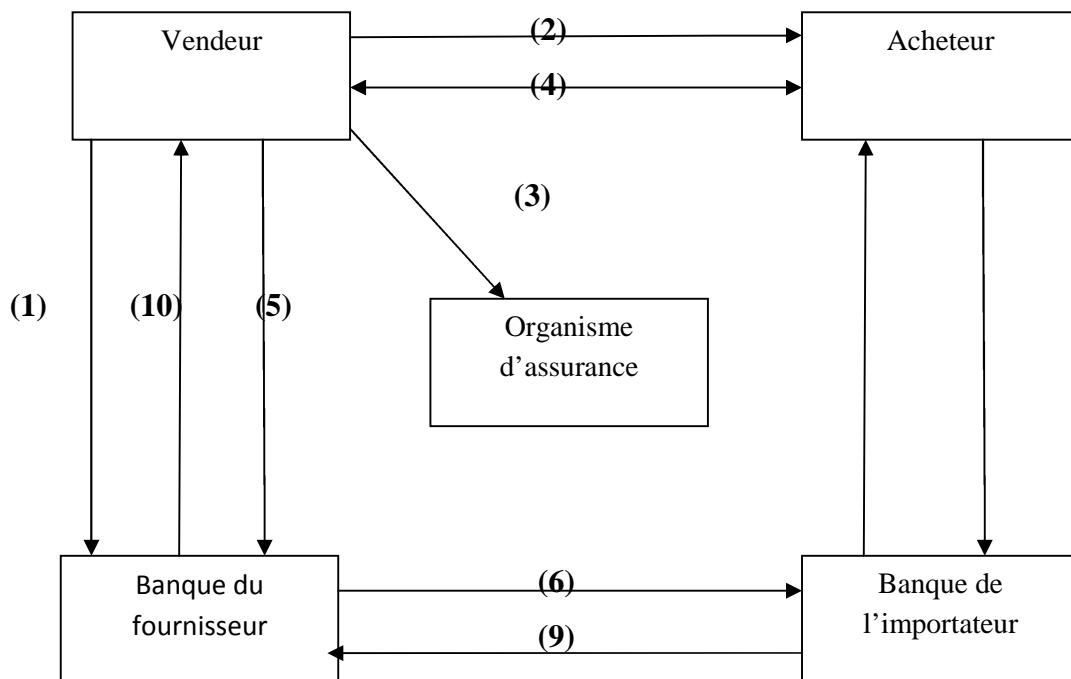 Vendeur
(2)
Acheteur
(4)
(3)
(1)
(10)
(5)
Organisme
d’assurance
Banque du
fournisseur
(6)
Banque de
l’importateur
(9)